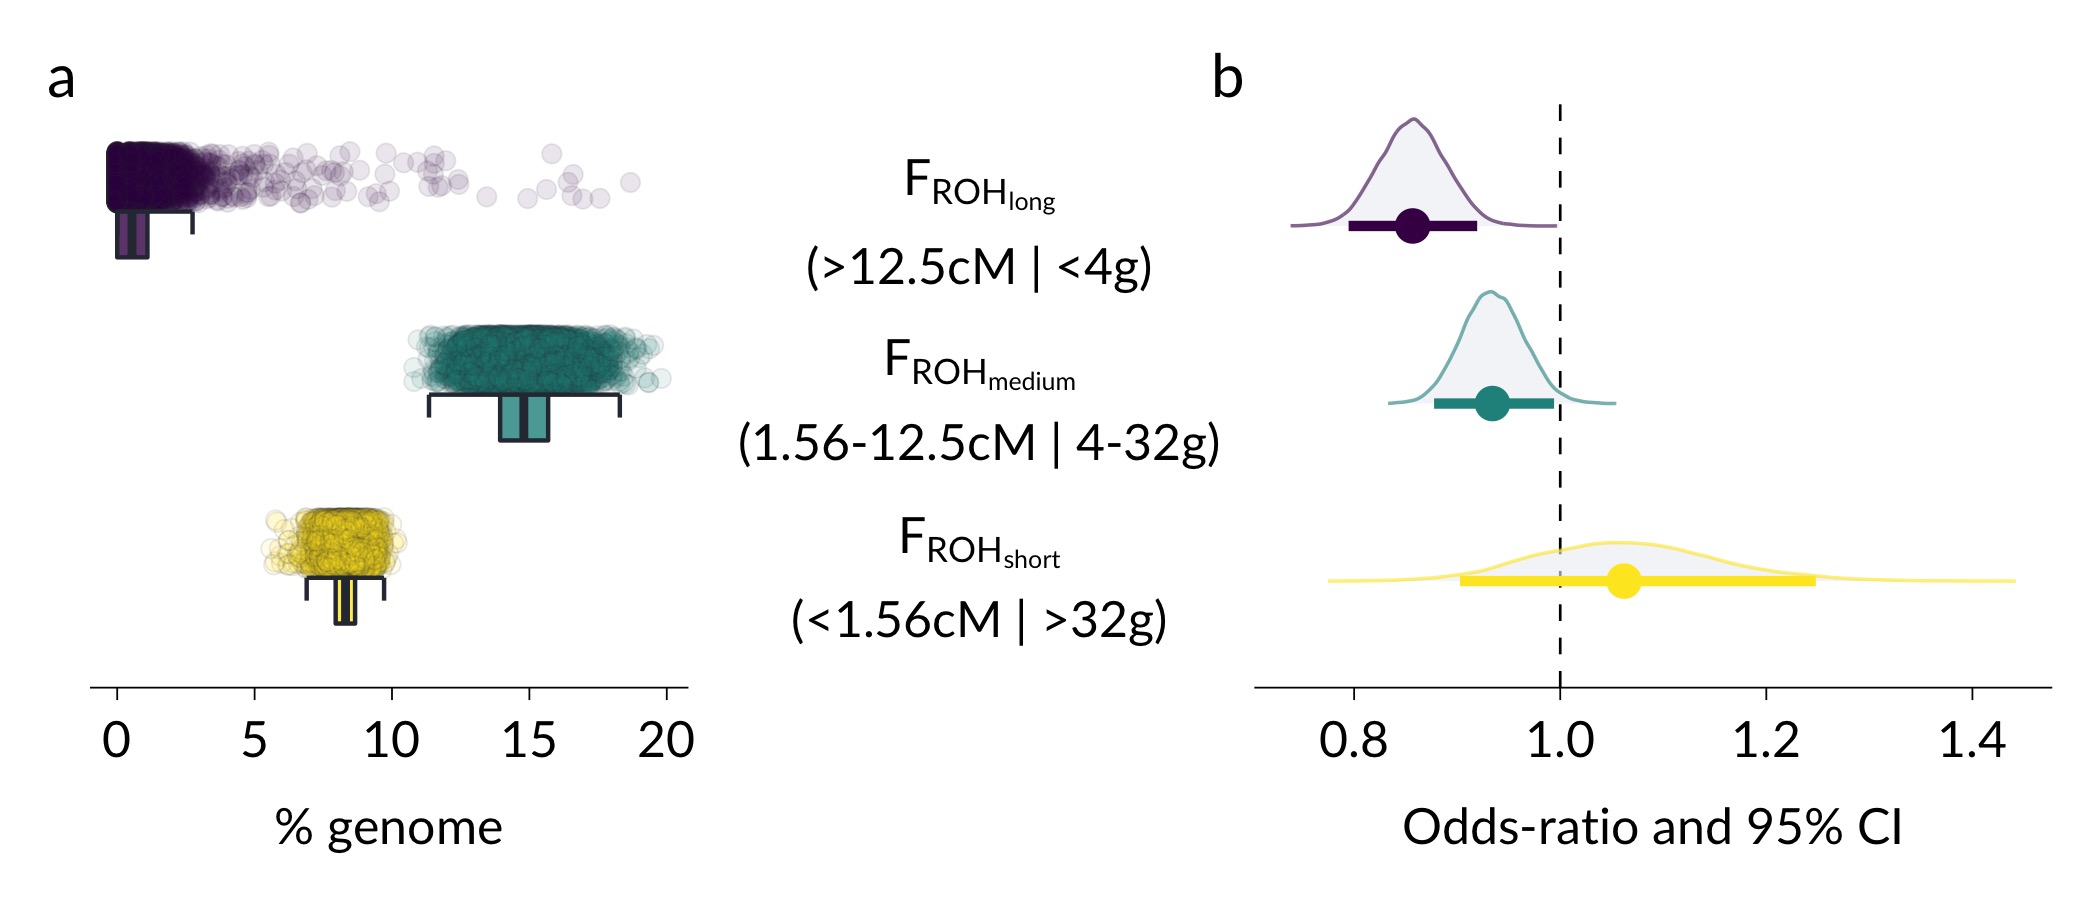 a
b
FROHlong
(>12.5cM | <4g)
FROHmedium
(1.56-12.5cM | 4-32g)
FROHshort
(<1.56cM | >32g)
0 5 10 15 20
0.8 1.0 1.2 1.4
% genome
Odds-ratio and 95% CI